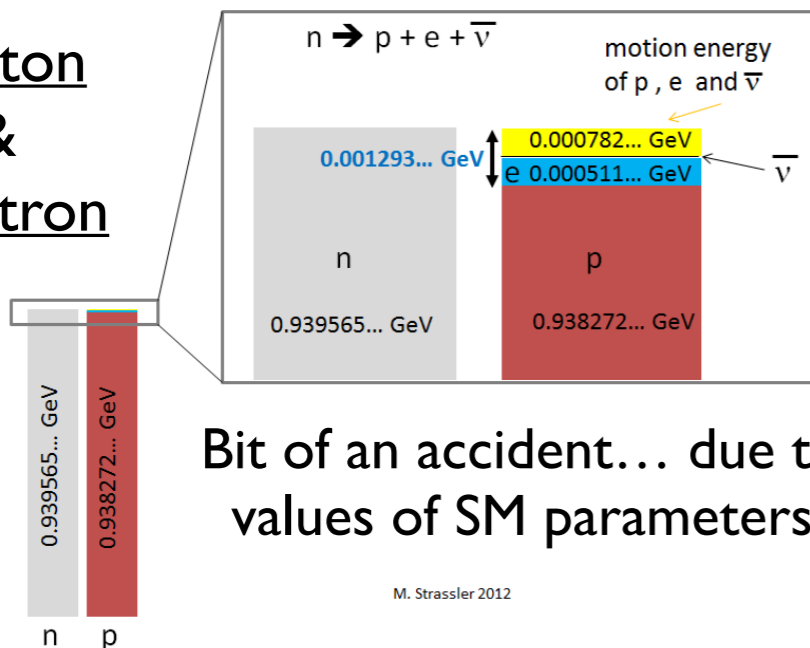 ton
&
tron
n ➔ p + e + ν̅
motion energy
of p , e and ν̅
0.000782... GeV
0.001293... GeV
e 0.000511... GeV
ν̅
n
p
0.939565... GeV
0.938272... GeV
0.939565... GeV
0.938272... GeV
n
p
Bit of an accident… due t
values of SM parameters
M. Strassler 2012